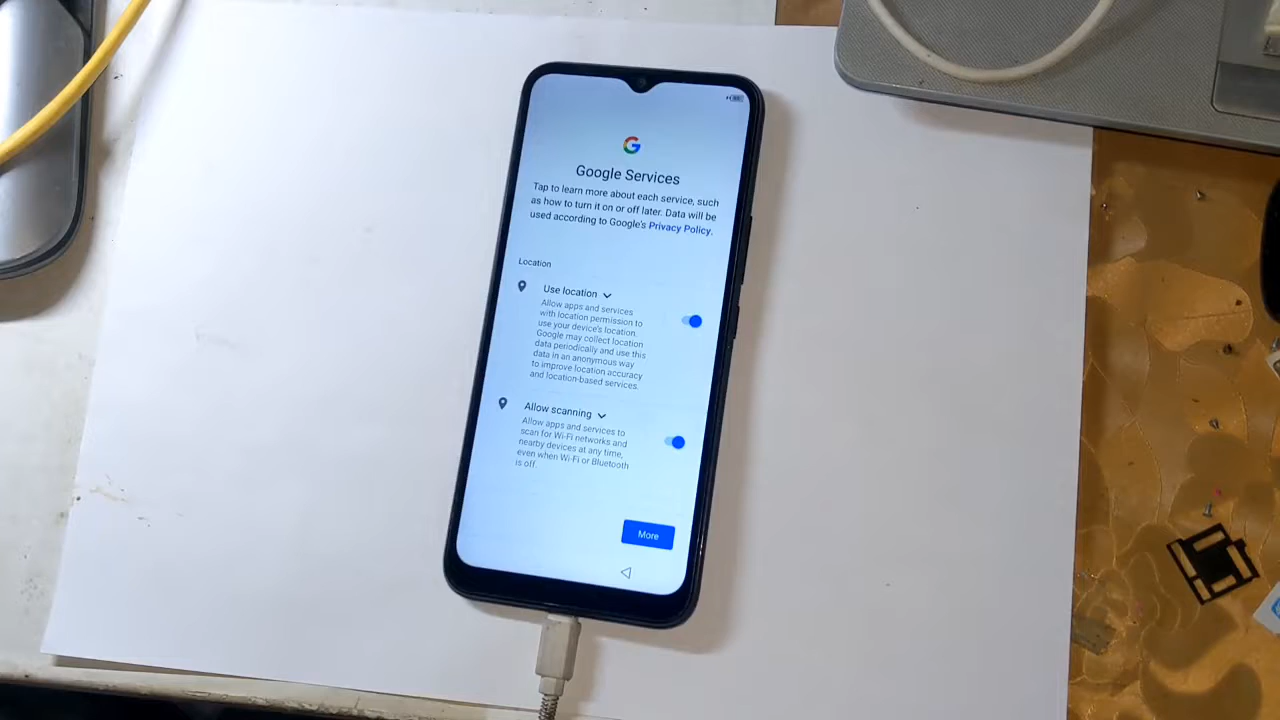 Google Services
Tap to learn more about each service, such
as how to turn it on or off later. Data will be
used according to Google's Privacy Policy.
Location
Use location
Allow apps and services
with location permission to
use your device's location.
Google may collect location
data periodically and use this
data in an anonymous way
to improve location accuracy
and location-based services.
Allow scanning
Allow apps and services to
scan for Wi-Fi networks and
nearby devices at any time,
even when Wi-Fi or Bluetooth
is off.
More